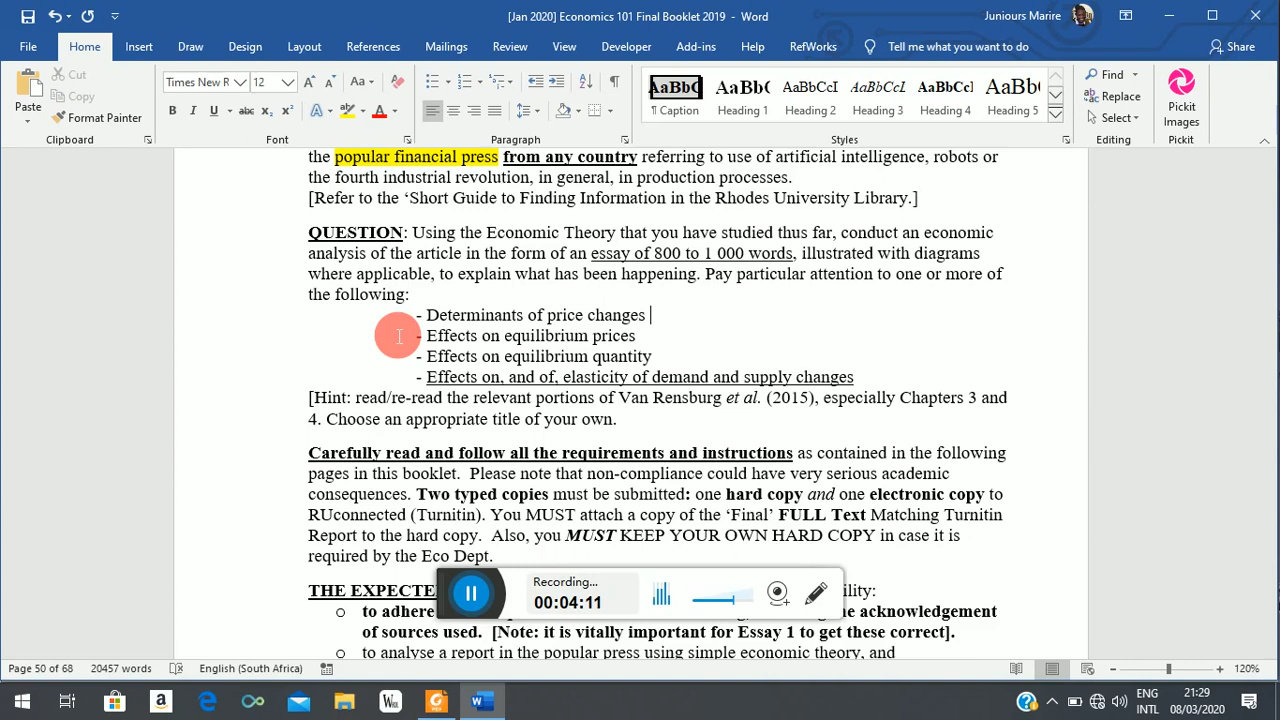 [Jan 2020] Economics 101 Final Booklet 2019 - Word
Juniours Marire
File Home Insert Draw Design Layout References Mailings Review View Developer Add-ins Help RefWorks Tell me what you want to do Share
Paste
Cut
Copy
Format Painter
Clipboard
Times New R 12
Font
Paragraph
AaBbC AaBb( AaBbCcI AaBbCcL AaBbCcI AaBb(
¶ Caption Heading 1 Heading 2 Heading 3 Heading 4 Heading 5
Styles
Find
Replace
Select
Editing
Pickit Images
Pickit
the popular financial press from any country referring to use of artificial intelligence, robots or
the fourth industrial revolution, in general, in production processes.
[Refer to the ‘Short Guide to Finding Information in the Rhodes University Library.]
QUESTION: Using the Economic Theory that you have studied thus far, conduct an economic
analysis of the article in the form of an essay of 800 to 1 000 words, illustrated with diagrams
where applicable, to explain what has been happening. Pay particular attention to one or more of
the following:
- Determinants of price changes
- Effects on equilibrium prices
- Effects on equilibrium quantity
- Effects on, and of, elasticity of demand and supply changes
[Hint: read/re-read the relevant portions of Van Rensburg et al. (2015), especially Chapters 3 and
4. Choose an appropriate title of your own.
Carefully read and follow all the requirements and instructions as contained in the following
pages in this booklet. Please note that non-compliance could have very serious academic
consequences. Two typed copies must be submitted: one hard copy and one electronic copy to
RUconnected (Turnitin). You MUST attach a copy of the ‘Final’ FULL Text Matching Turnitin
Report to the hard copy. Also, you MUST KEEP YOUR OWN HARD COPY in case it is
required by the Eco Dept.
THE EXPECTE
bility:
to adhere
he acknowledgement
of sources used. [Note: it is vitally important for Essay 1 to get these correct].
to analyse a report in the popular press using simple economic theory, and
Recording...
00:04:11
Page 50 of 68 20457 words English (South Africa) 120%
ENG
INTL
21:29
08/03/2020